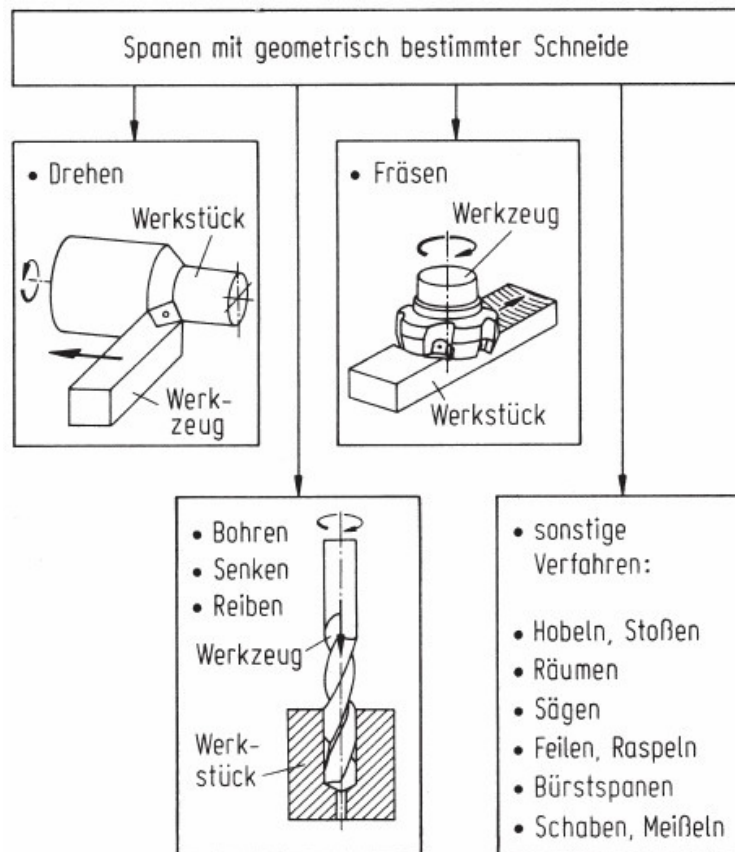 Spanen mit geometrisch bestimmter Schneide
• Drehen
Werkstück
Werk-
zeug
• Fräsen
Werkzeug
Werkstück
• Bohren
• Senken
• Reiben
Werkzeug
Werk-
stück
• sonstige
Verfahren:
• Hobeln, Stoßen
• Räumen
• Sägen
• Feilen, Raspeln
• Bürstspanen
• Schaben, Meißeln